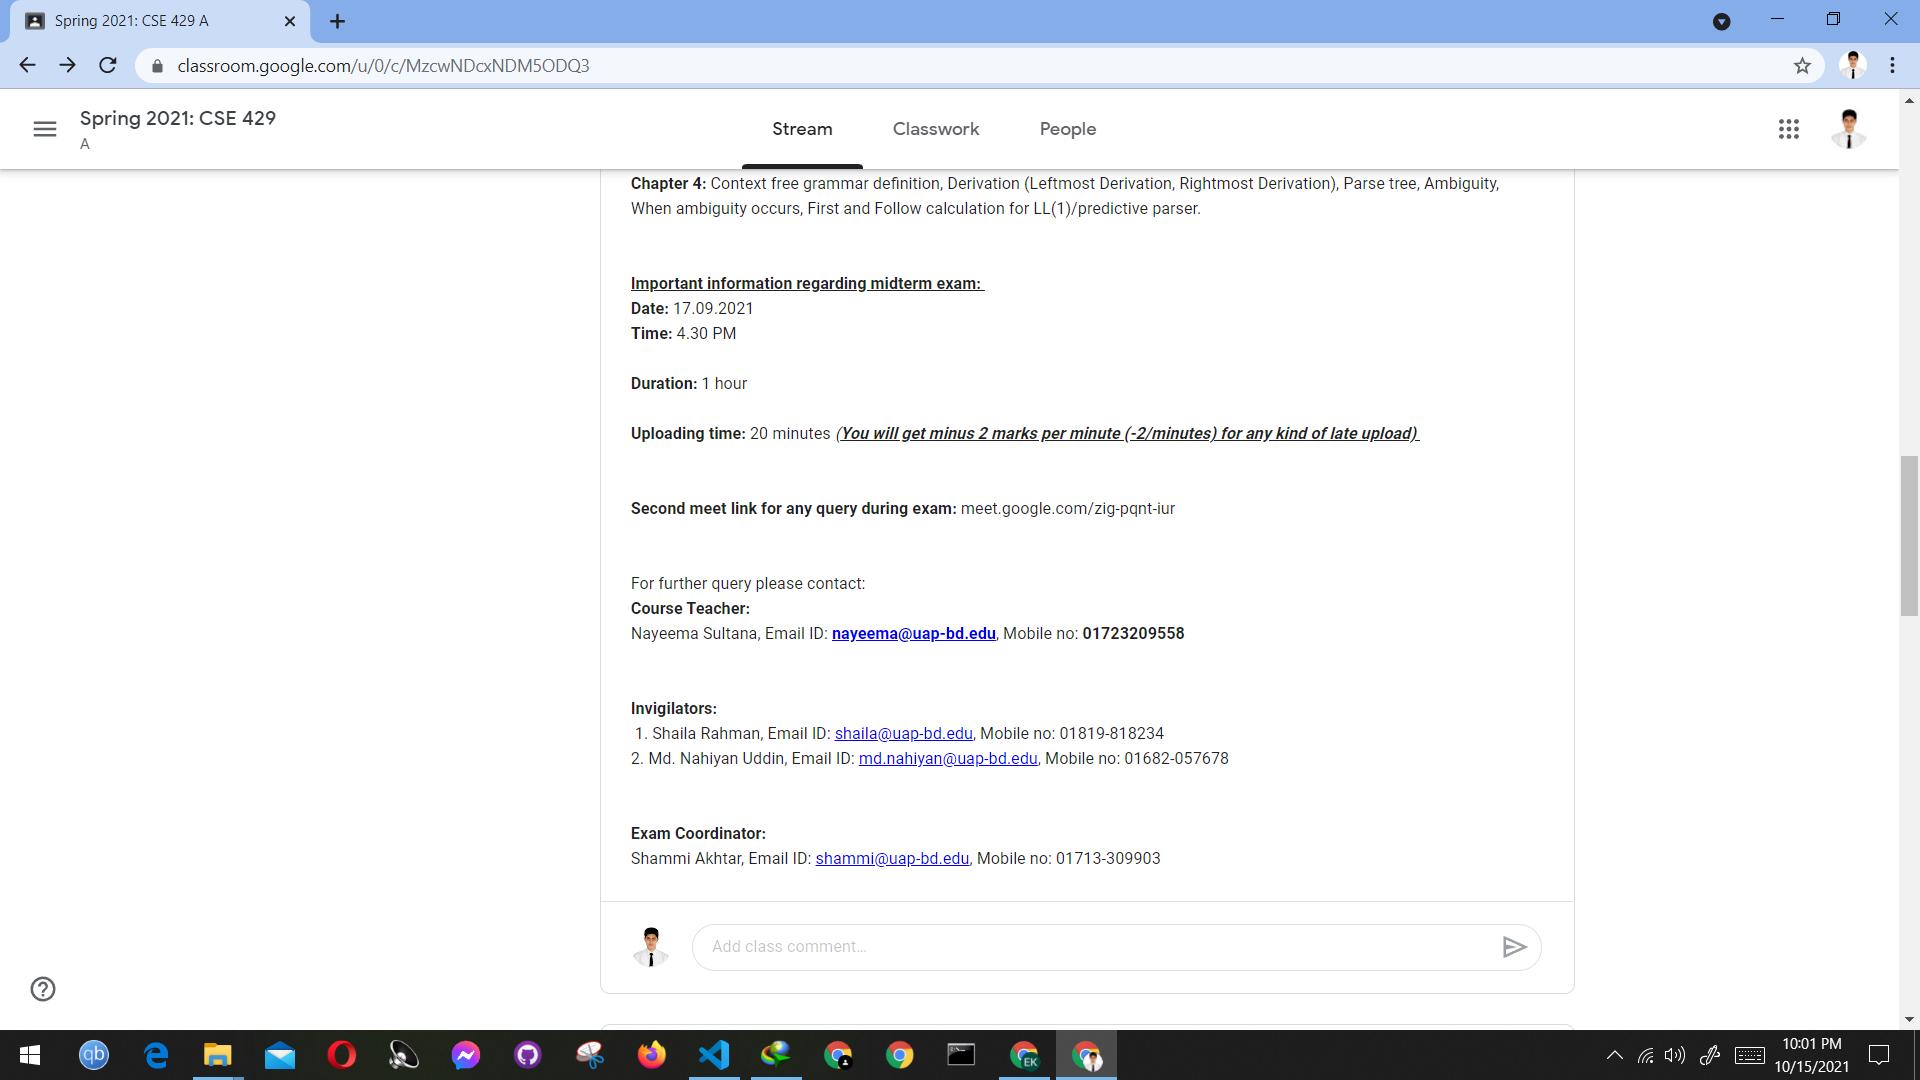 Spring 2021: CSE 429 A
classroom.google.com/u/0/c/MzcwNDcxNDM5ODQ3
Spring 2021: CSE 429
A
Stream
Classwork
People
Chapter 4: Context free grammar definition, Derivation (Leftmost Derivation, Rightmost Derivation), Parse tree, Ambiguity,
When ambiguity occurs, First and Follow calculation for LL(1)/predictive parser.
Important information regarding midterm exam:
Date: 17.09.2021
Time: 4.30 PM
Duration: 1 hour
Uploading time: 20 minutes (You will get minus 2 marks per minute (-2/minutes) for any kind of late upload)
Second meet link for any query during exam: meet.google.com/zig-pqnt-iur
For further query please contact:
Course Teacher:
Nayeema Sultana, Email ID: nayeema@uap-bd.edu, Mobile no: 01723209558
Invigilators:
1. Shaila Rahman, Email ID: shaila@uap-bd.edu, Mobile no: 01819-818234
2. Md. Nahiyan Uddin, Email ID: md.nahiyan@uap-bd.edu, Mobile no: 01682-057678
Exam Coordinator:
Shammi Akhtar, Email ID: shammi@uap-bd.edu, Mobile no: 01713-309903
Add class comment...
qb
EK
10:01 PM
10/15/2021